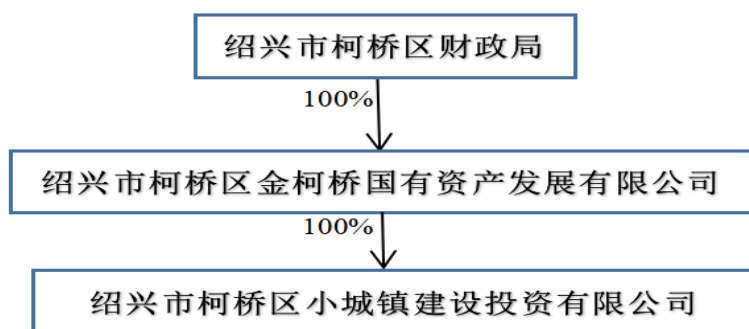 绍兴市柯桥区财政局
100%
绍兴市柯桥区金柯桥国有资产发展有限公司
100%
绍兴市柯桥区小城镇建设投资有限公司